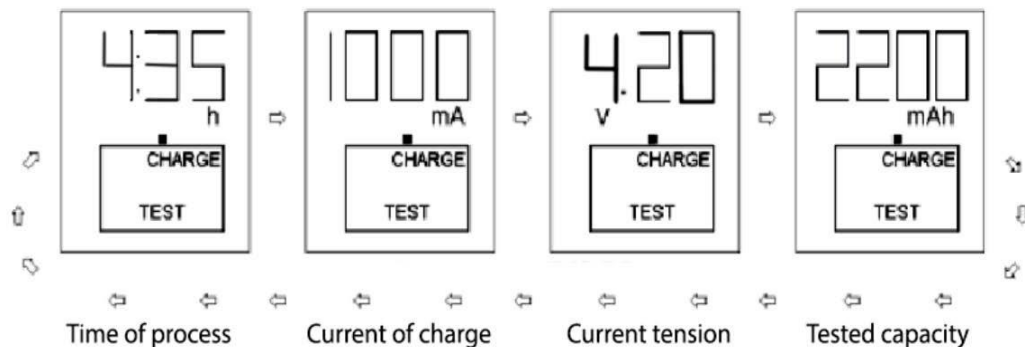 4:35 1000 4.20 2200
h mA V mAh
CHARGE CHARGE CHARGE CHARGE
TEST TEST TEST TEST
Time of process Current of charge Current tension Tested capacity